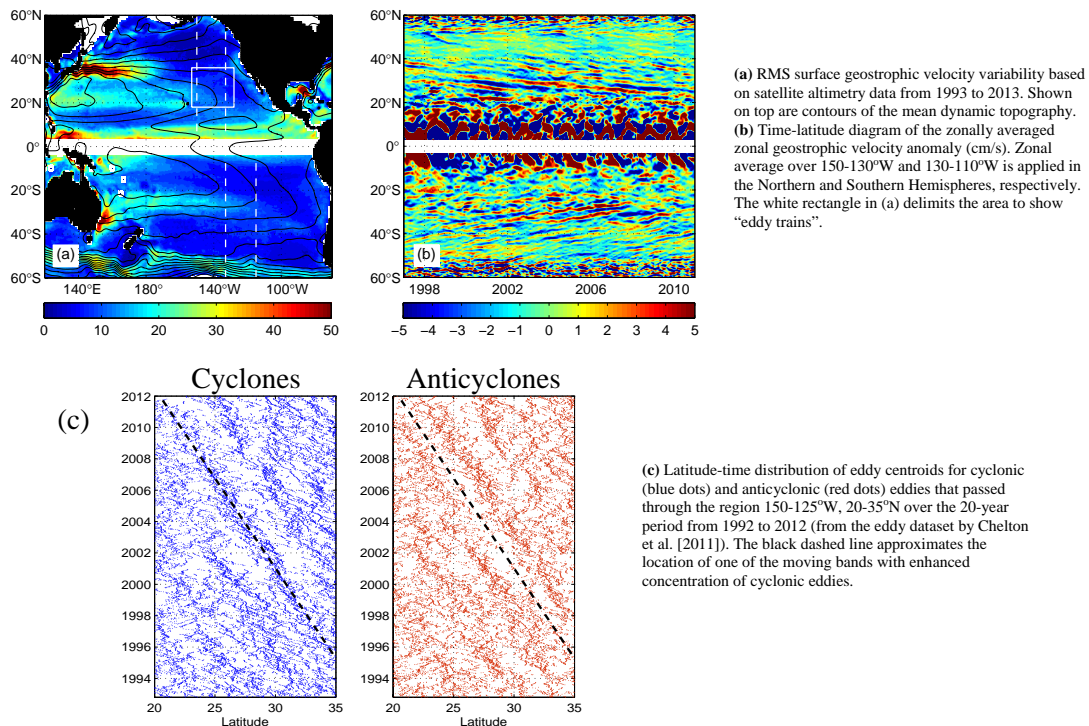 60°N
40°N
20°N
0°
20°S
40°S
60°S
(a)
140°E 180° 140°W 100°W
0 10 20 30 40 50
60°N
40°N
20°N
0°
20°S
40°S
60°S
(b)
1998 2002 2006 2010
−5 −4 −3 −2 −1 0 1 2 3 4 5
(a) RMS surface geostrophic velocity variability based
on satellite altimetry data from 1993 to 2013. Shown
on top are contours of the mean dynamic topography.
(b) Time-latitude diagram of the zonally averaged
zonal geostrophic velocity anomaly (cm/s). Zonal
average over 150-130°W and 130-110°W is applied in
the Northern and Southern Hemispheres, respectively.
The white rectangle in (a) delimits the area to show
“eddy trains”.
(c)
Cyclones
2012
2010
2008
2006
2004
2002
2000
1998
1996
1994
20 25 30 35
Latitude
Anticyclones
2012
2010
2008
2006
2004
2002
2000
1998
1996
1994
20 25 30 35
Latitude
(c) Latitude-time distribution of eddy centroids for cyclonic
(blue dots) and anticyclonic (red dots) eddies that passed
through the region 150-125°W, 20-35°N over the 20-year
period from 1992 to 2012 (from the eddy dataset by Chelton
et al. [2011]). The black dashed line approximates the
location of one of the moving bands with enhanced
concentration of cyclonic eddies.